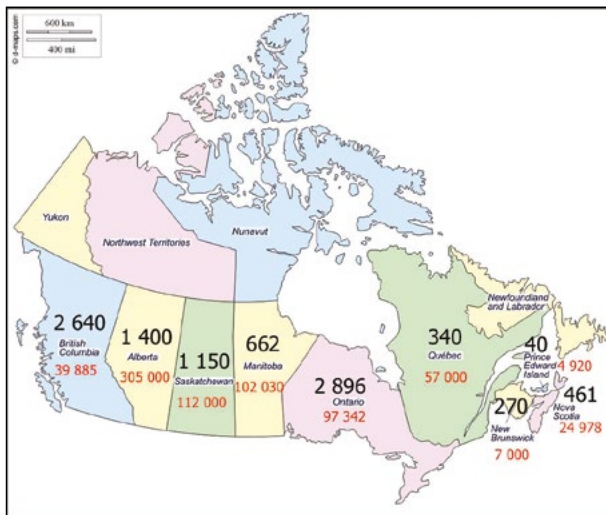 600 km
400 mi
© d-maps.com
Yukon
Northwest Territories
Nunevut
2 640
British
Columbia
39 885
1 400
Alberta
305 000
1 150
Saskatchewan
112 000
662
Manitoba
102 030
2 896
Ontario
97 342
340
Québec
57 000
Newfoundland
and Labrador
40
Prince
Edward
Island
4 920
270
New
Brunswick
7 000
461
Nova
Scotia
24 978